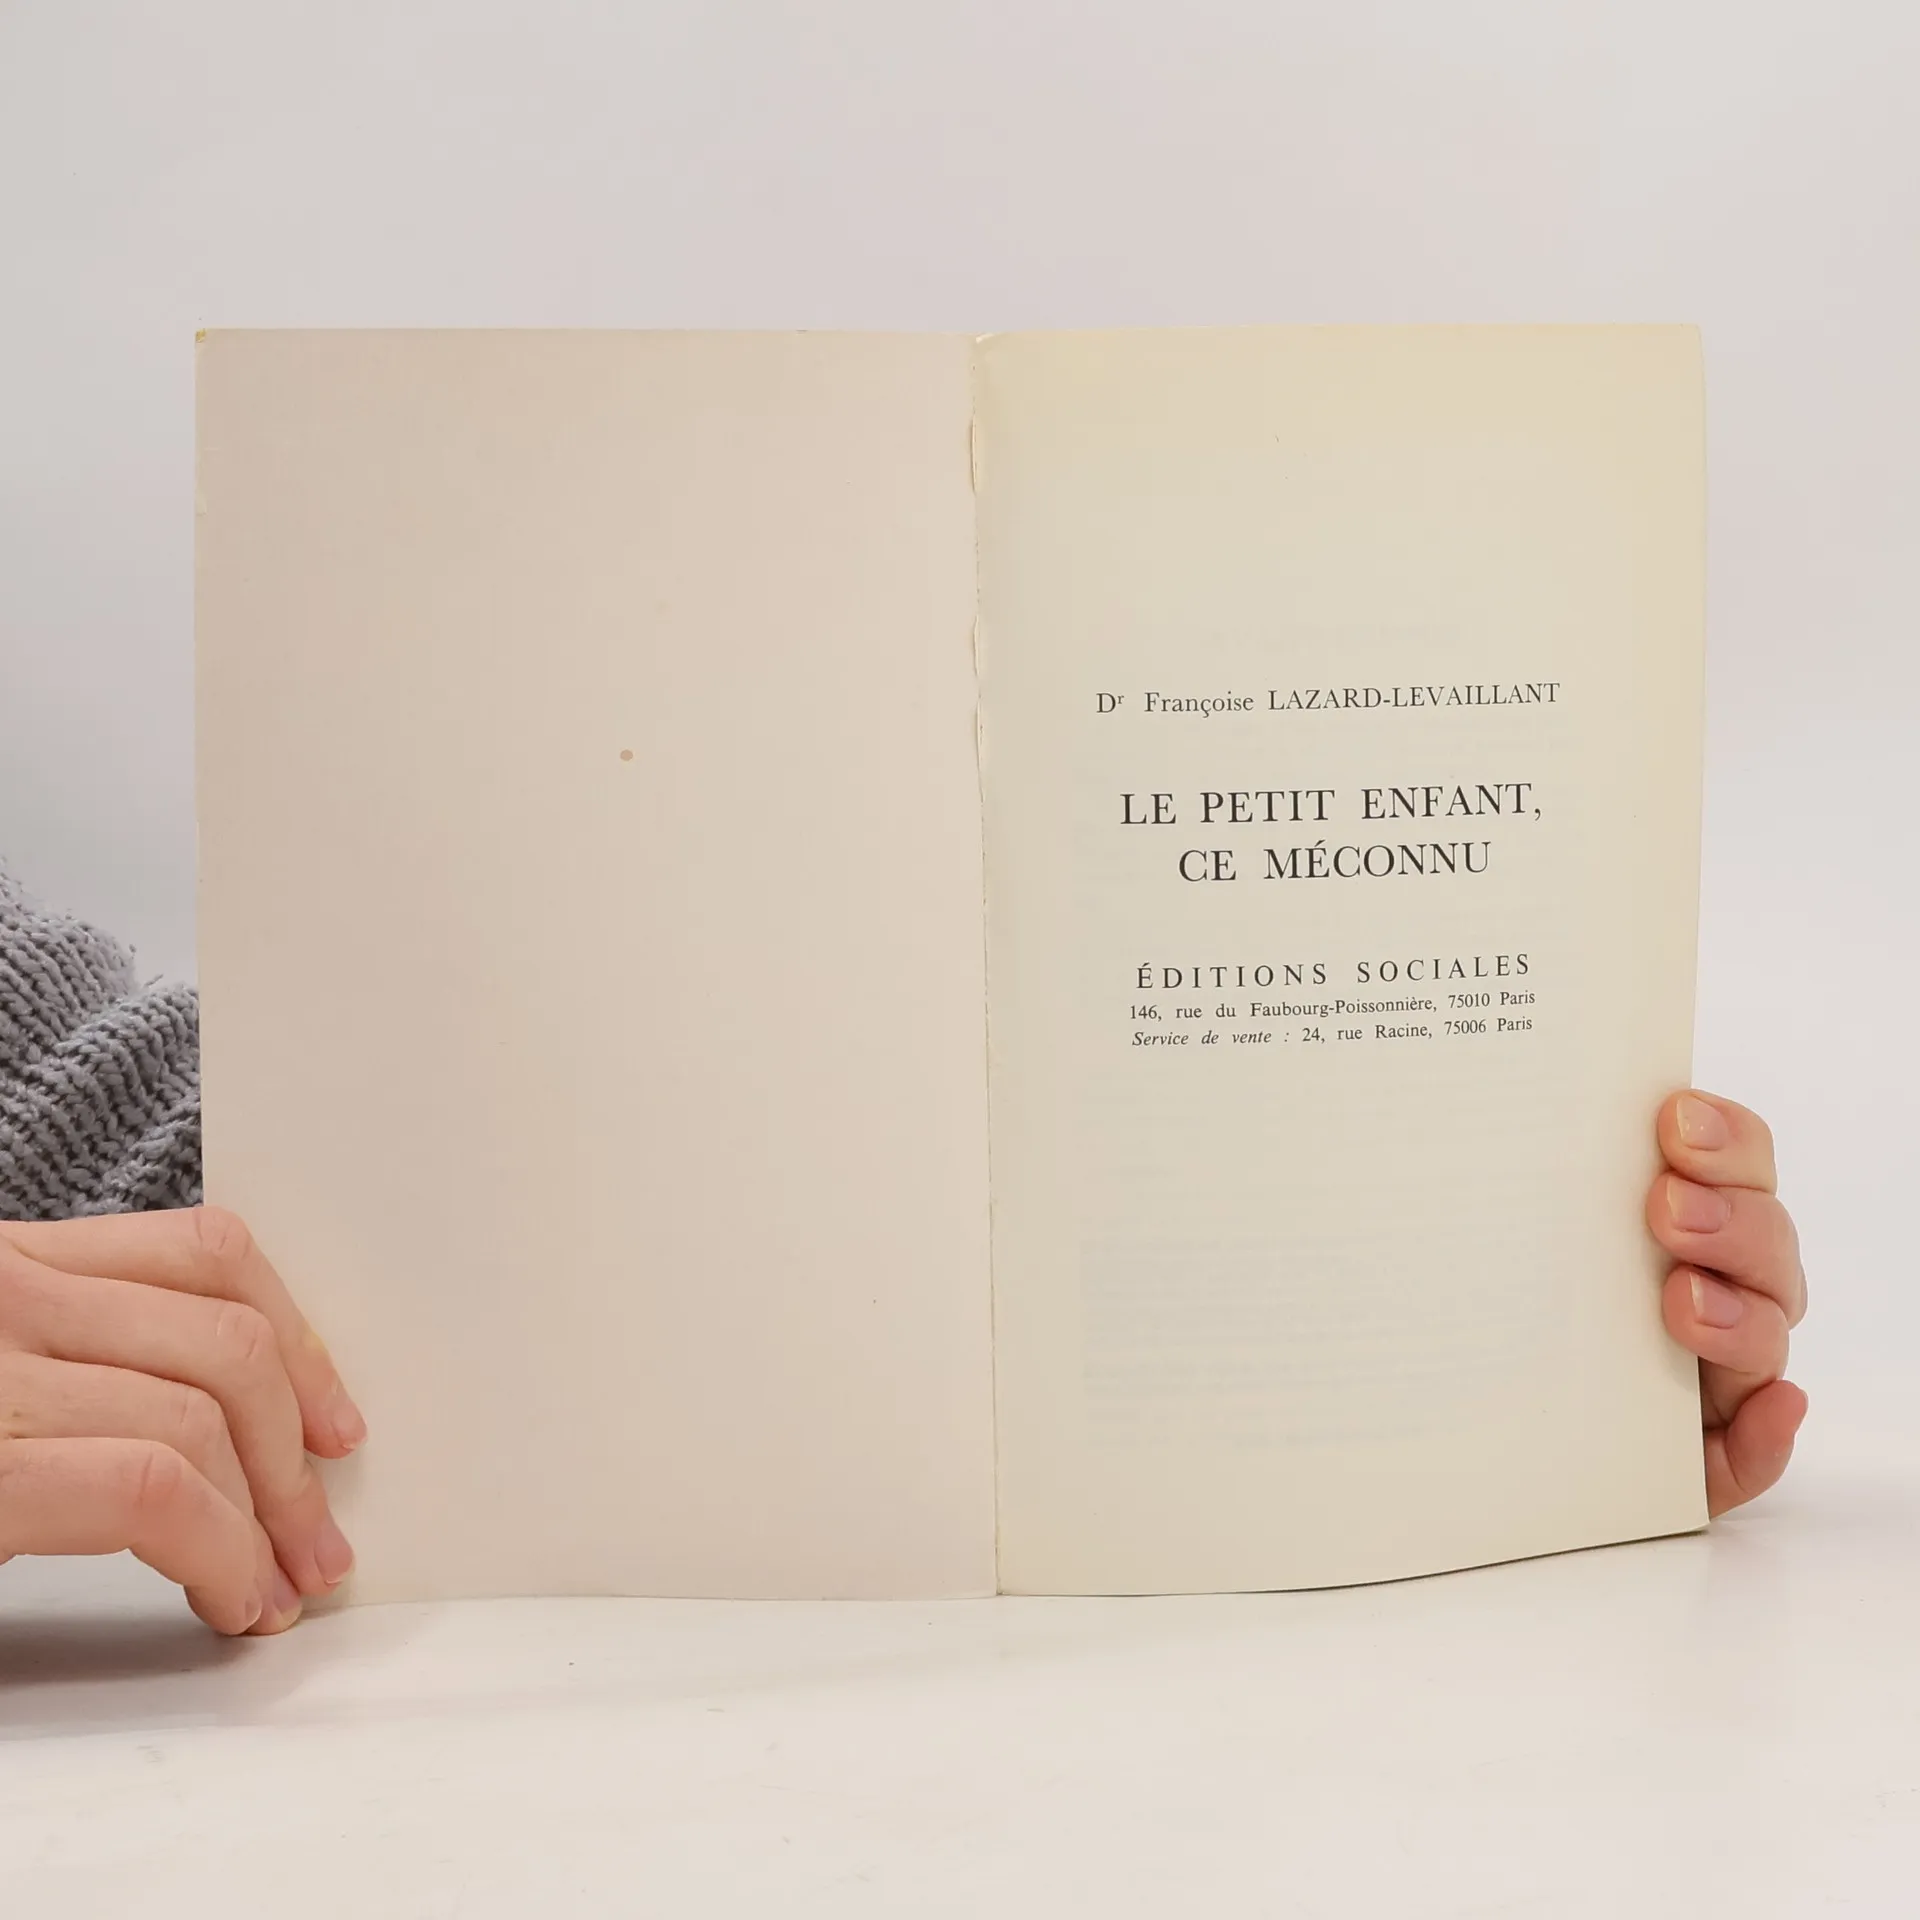 Dr Françoise LAZARD-LEVAILLANT
LE PETIT ENFANT,
CE MÉCONNU
ÉDITIONS SOCIALES
146, rue du Faubourg-Poissonnière, 75010 Paris
Service de vente : 24, rue Racine, 75006 Paris